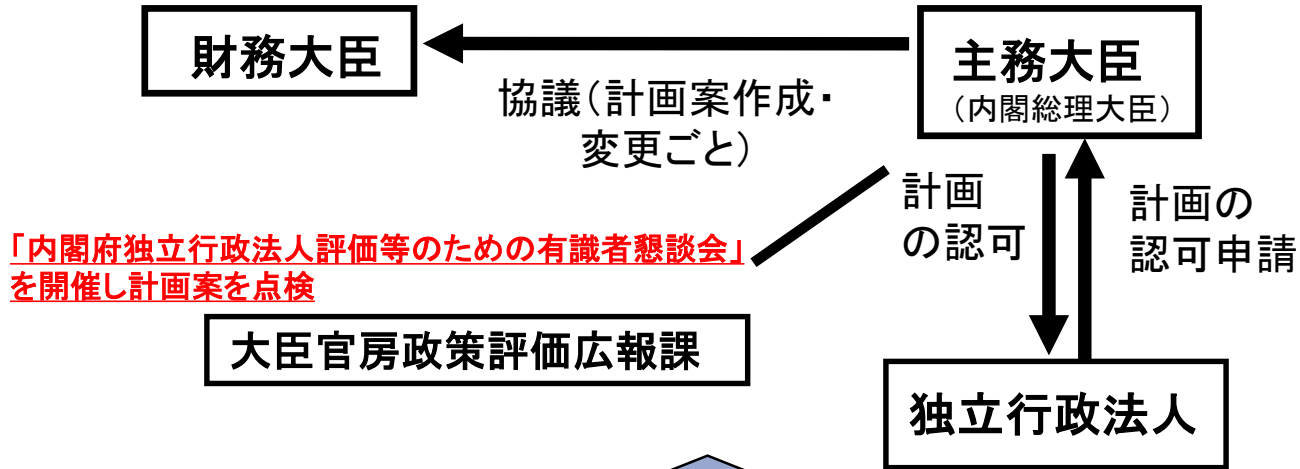 財務大臣
主務大臣
（内閣総理大臣）
協議（計画案作成・
変更ごと）
計画
の認可
計画の
認可申請
「内閣府独立行政法人評価等のための有識者懇談会」
を開催し計画案を点検
大臣官房政策評価広報課
独立行政法人